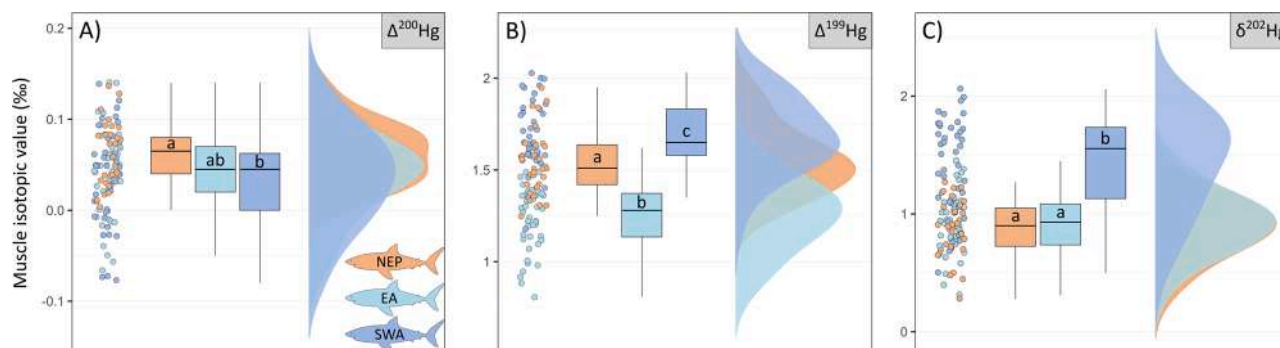 A) Δ²⁰⁰Hg
B) Δ¹⁹⁹Hg
C) δ²⁰²Hg
Muscle isotopic value (‰)
0.2
0.1
0.0
-0.1
a
ab
b
NEP
EA
SWA
2
1.5
1
a
b
c
2
1
0
a
a
b